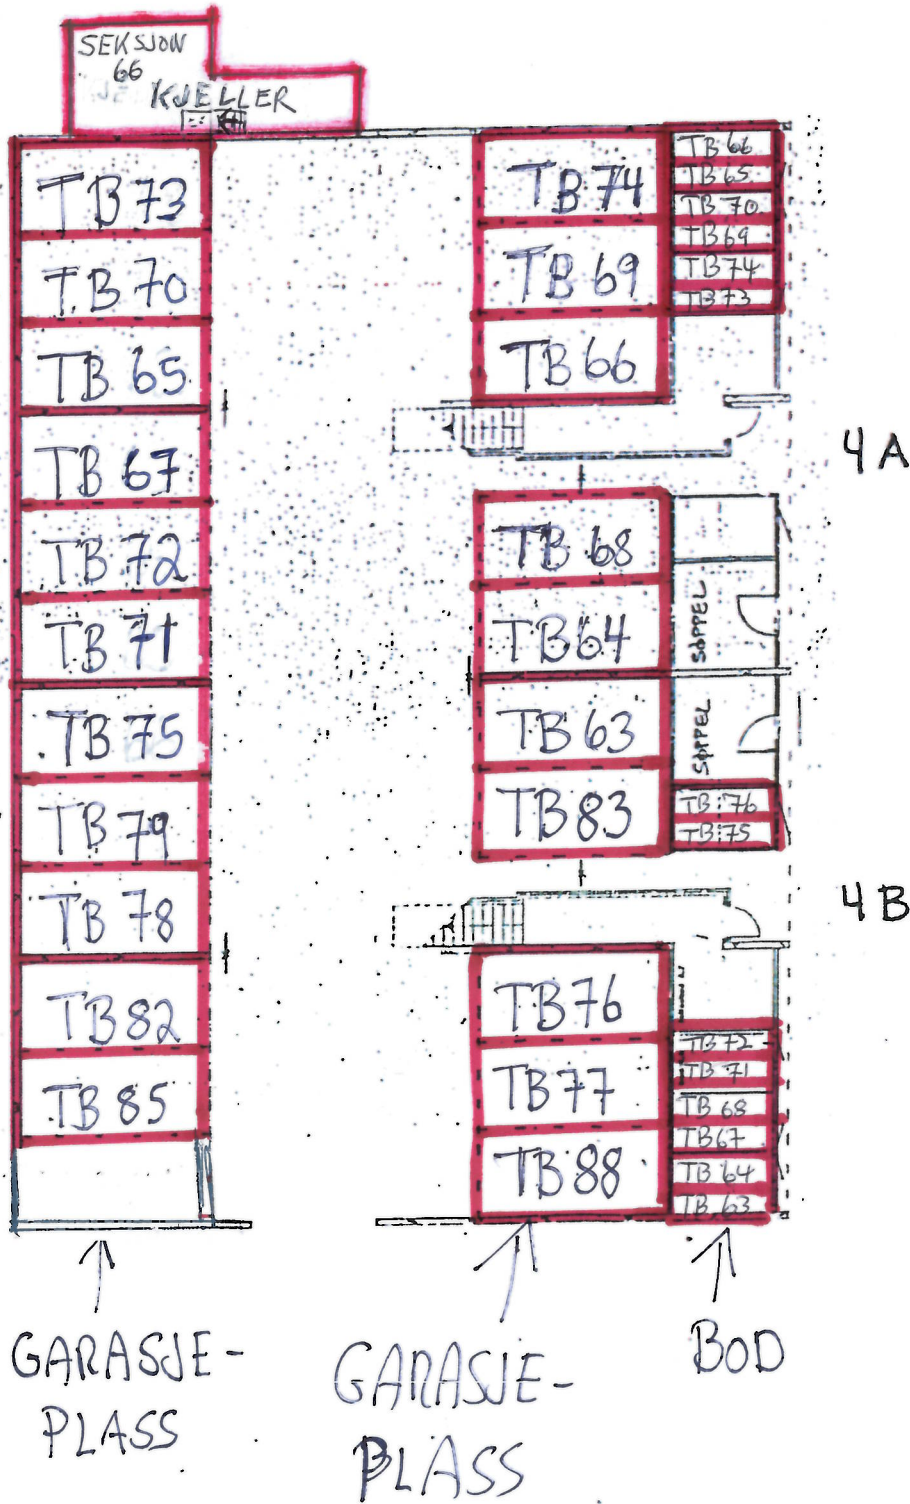 SEKSJON
66
KJELLER
TB 73
TB 70
TB 65
TB 67
TB 72
TB 71
TB 75
TB 79
TB 78
TB 82
TB 85
TB 74
TB 69
TB 66
TB 68
TB 64
TB 63
TB 83
TB 76
TB 77
TB 88
TB 66
TB 65
TB 70
TB 69
TB 74
TB 73
4A
SØPPEL
SØPPEL
TB 76
TB 75
4B
TB 72
TB 71
TB 68
TB 67
TB 64
TB 63
GARASJE-
PLASS
GARASJE-
PLASS
BOD